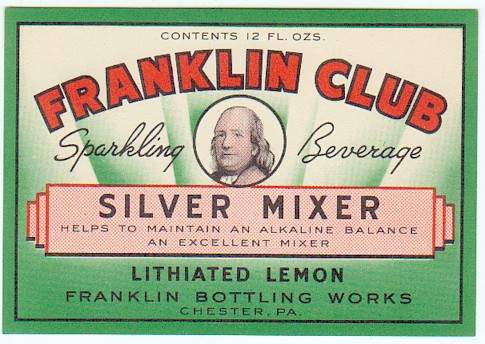 CONTENTS 12 FL. OZS.
FRANKLIN CLUB
Sparkling Beverage
SILVER MIXER
HELPS TO MAINTAIN AN ALKALINE BALANCE
AN EXCELLENT MIXER
LITHIATED LEMON
FRANKLIN BOTTLING WORKS
CHESTER, PA.